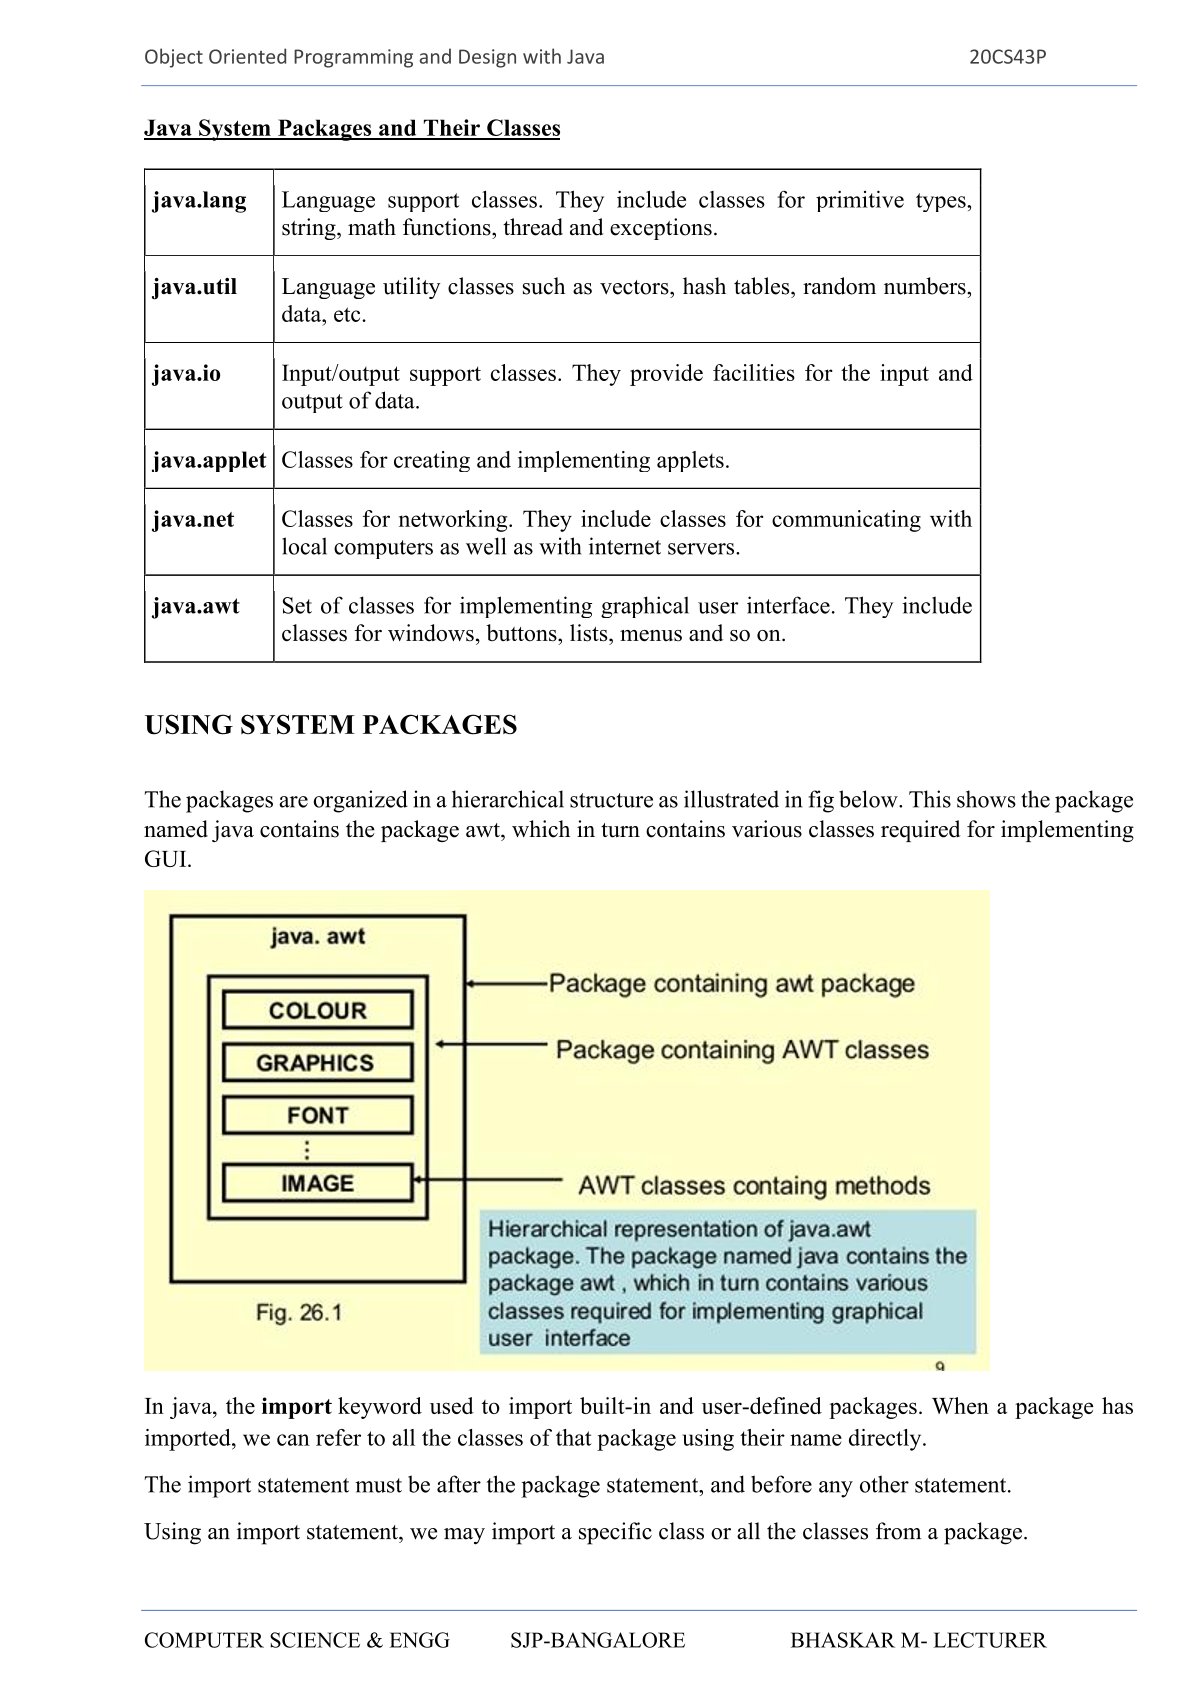 Object Oriented Programming and Design with Java 20CS43P
Java System Packages and Their Classes
java.lang Language support classes. They include classes for primitive types,
string, math functions, thread and exceptions.
java.util Language utility classes such as vectors, hash tables, random numbers,
data, etc.
java.io Input/output support classes. They provide facilities for the input and
output of data.
java.applet Classes for creating and implementing applets.
java.net Classes for networking. They include classes for communicating with
local computers as well as with internet servers.
java.awt Set of classes for implementing graphical user interface. They include
classes for windows, buttons, lists, menus and so on.
USING SYSTEM PACKAGES
The packages are organized in a hierarchical structure as illustrated in fig below. This shows the package
named java contains the package awt, which in turn contains various classes required for implementing
GUI.
java. awt
Package containing awt package
COLOUR
Package containing AWT classes
GRAPHICS
FONT
IMAGE
AWT classes containg methods
Hierarchical representation of java.awt
package. The package named java contains the
package awt , which in turn contains various
classes required for implementing graphical
user interface
Fig. 26.1
9
In java, the import keyword used to import built-in and user-defined packages. When a package has
imported, we can refer to all the classes of that package using their name directly.
The import statement must be after the package statement, and before any other statement.
Using an import statement, we may import a specific class or all the classes from a package.
COMPUTER SCIENCE & ENGG SJP-BANGALORE BHASKAR M- LECTURER